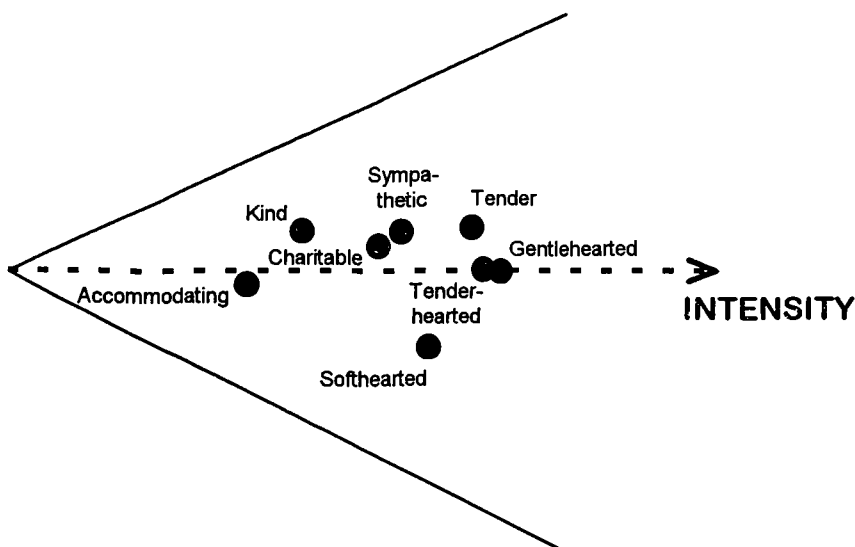 Sympa-
thetic
Tender
Kind
Charitable
Gentlehearted
Accommodating
Tender-
hearted
INTENSITY
Softhearted